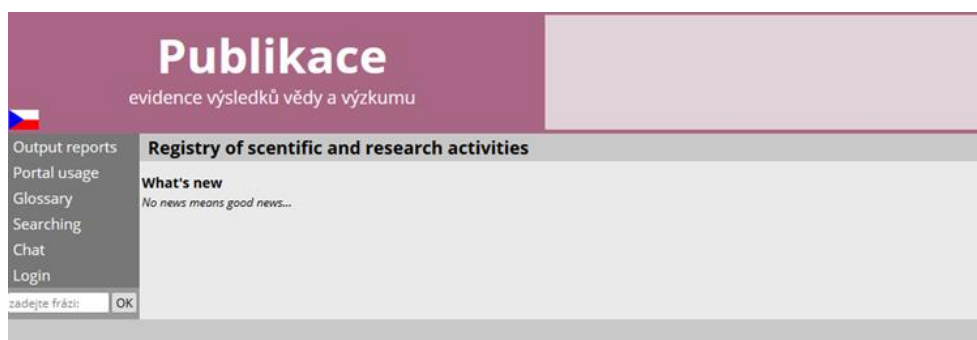 Publikace
evidence výsledků vědy a výzkumu
Output reports
Portal usage
Glossary
Searching
Chat
Login
zadejte frázi:
OK
Registry of scentific and research activities
What's new
No news means good news...